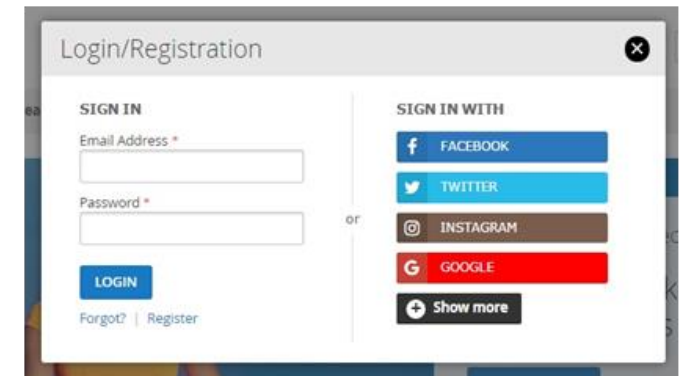 Login/Registration
SIGN IN
Email Address *
Password *
LOGIN
Forgot? | Register
or
SIGN IN WITH
FACEBOOK
TWITTER
INSTAGRAM
GOOGLE
Show more